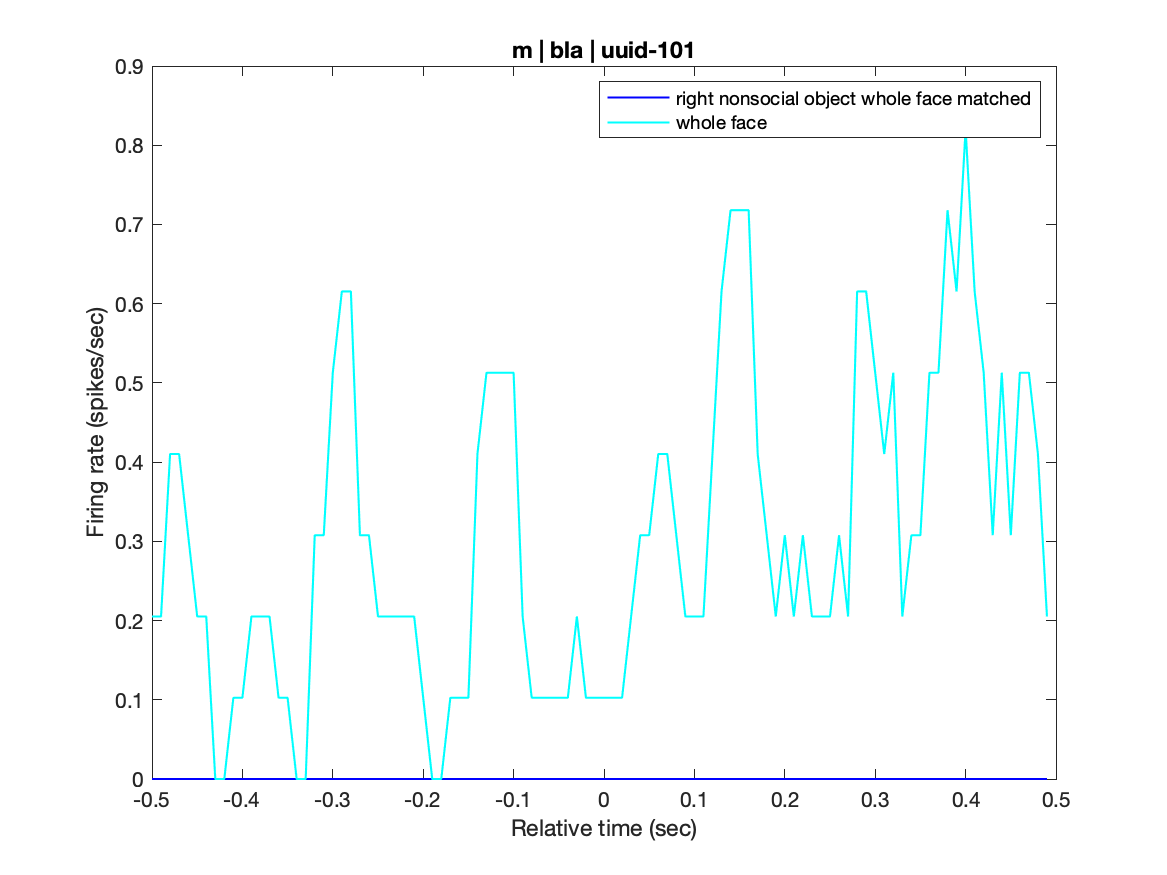 m | bla | uuid-101
right nonsocial object whole face matched
whole face
0.9
0.8
0.7
0.6
0.5
0.4
0.3
0.2
0.1
0
Firing rate (spikes/sec)
-0.5 -0.4 -0.3 -0.2 -0.1 0 0.1 0.2 0.3 0.4 0.5
Relative time (sec)